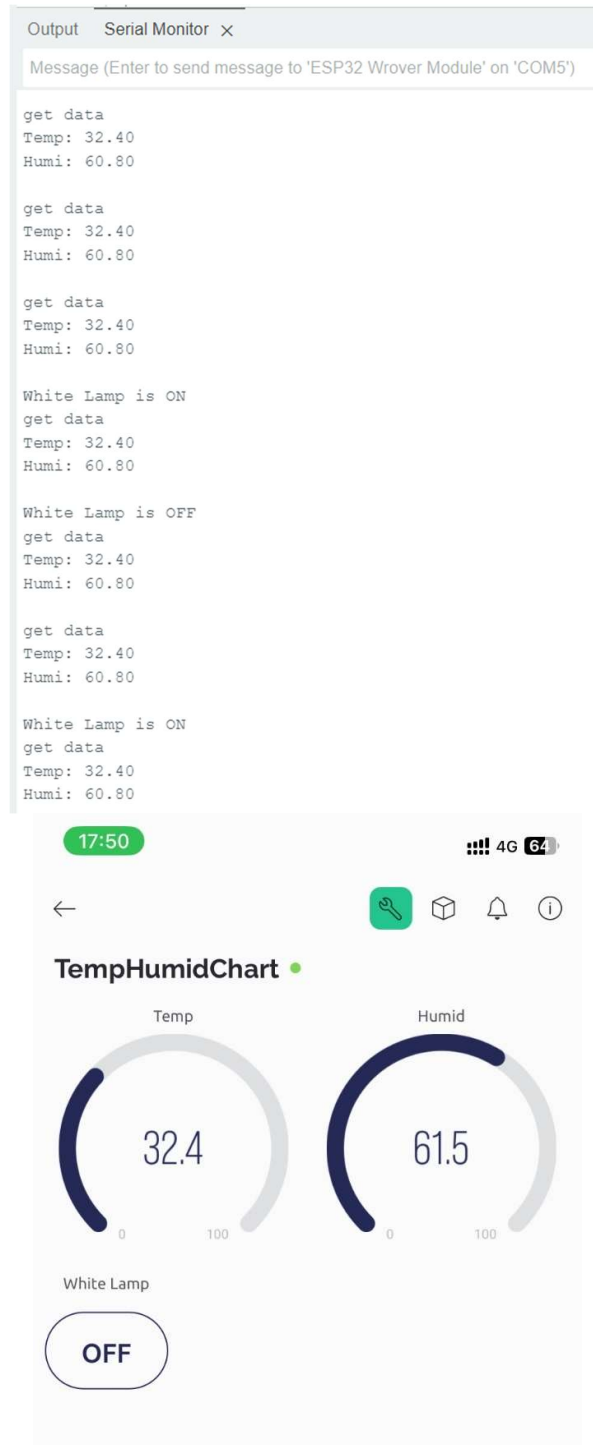 Output Serial Monitor ×
Message (Enter to send message to 'ESP32 Wrover Module' on 'COM5')
get data
Temp: 32.40
Humi: 60.80
get data
Temp: 32.40
Humi: 60.80
get data
Temp: 32.40
Humi: 60.80
White Lamp is ON
get data
Temp: 32.40
Humi: 60.80
White Lamp is OFF
get data
Temp: 32.40
Humi: 60.80
get data
Temp: 32.40
Humi: 60.80
White Lamp is ON
get data
Temp: 32.40
Humi: 60.80
17:50 4G 64
TempHumidChart
Temp Humid
32.4 61.5
0 100 0 100
White Lamp
OFF